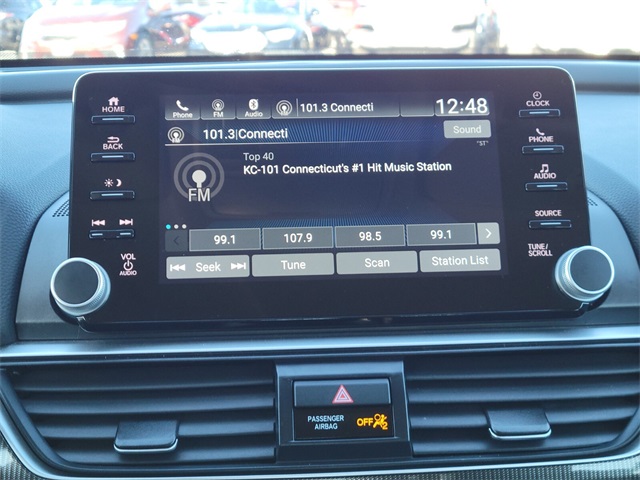 HOME
BACK
VOL
AUDIO
Phone FM Audio 101.3 Connecti 12:48
101.3|Connecti Sound
"ST"
Top 40
KC-101 Connecticut's #1 Hit Music Station
FM
99.1 107.9 98.5 99.1
Seek Tune Scan Station List
CLOCK
PHONE
AUDIO
SOURCE
TUNE/
SCROLL
PASSENGER
AIRBAG
OFF 2